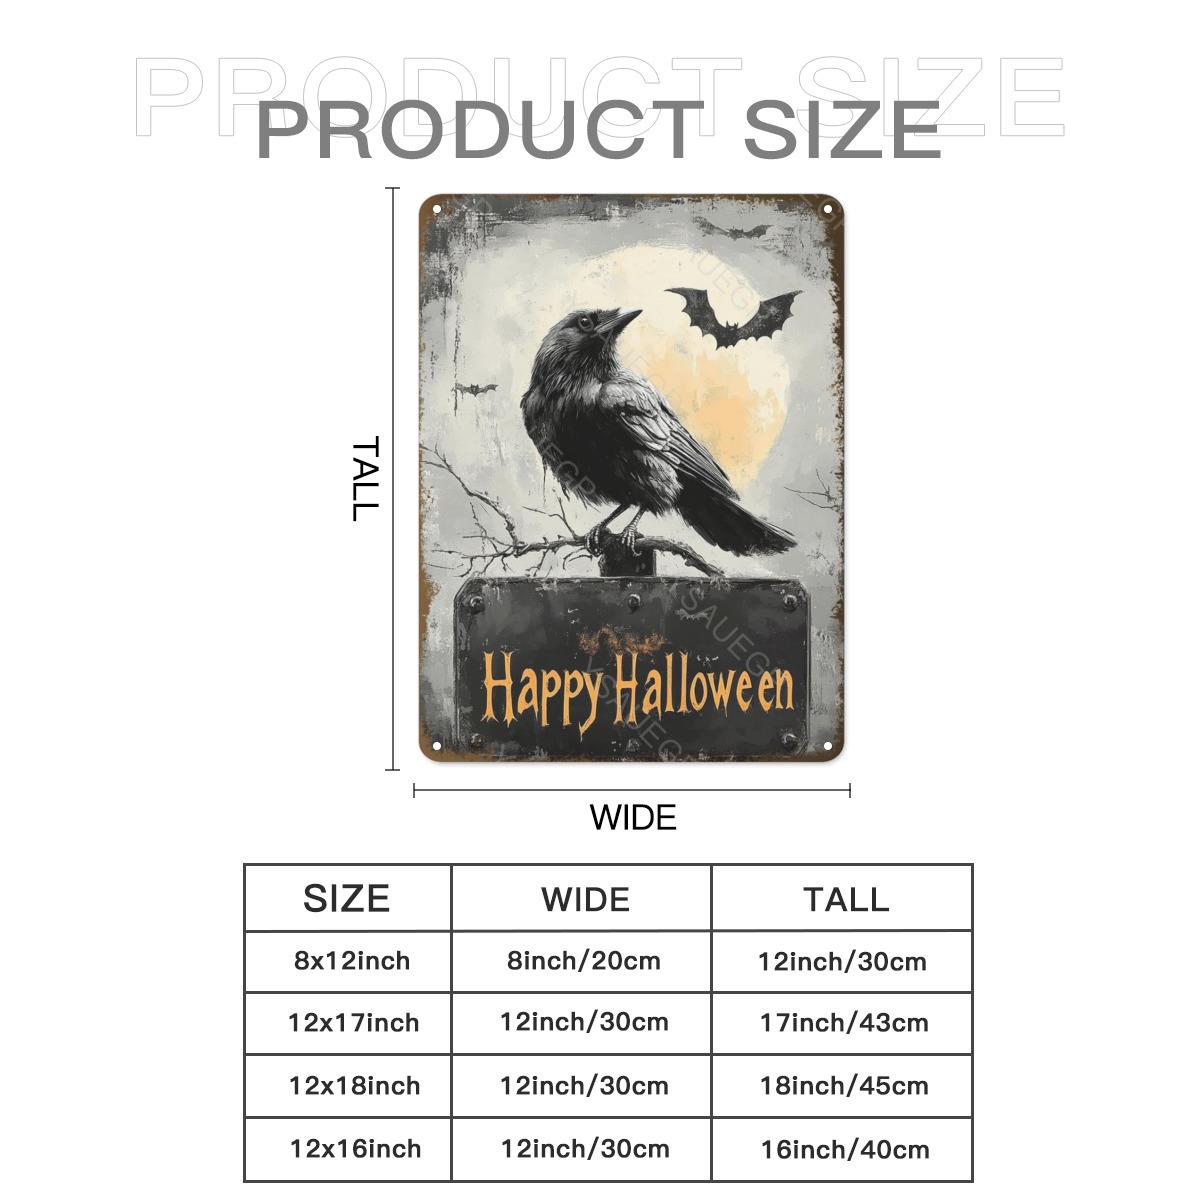 PRODUCT SIZE
PRODUCT SIZE
TALL
YSAUEGR
Happy Halloween
WIDE
SIZE WIDE TALL
8x12inch 8inch/20cm 12inch/30cm
12x17inch 12inch/30cm 17inch/43cm
12x18inch 12inch/30cm 18inch/45cm
12x16inch 12inch/30cm 16inch/40cm